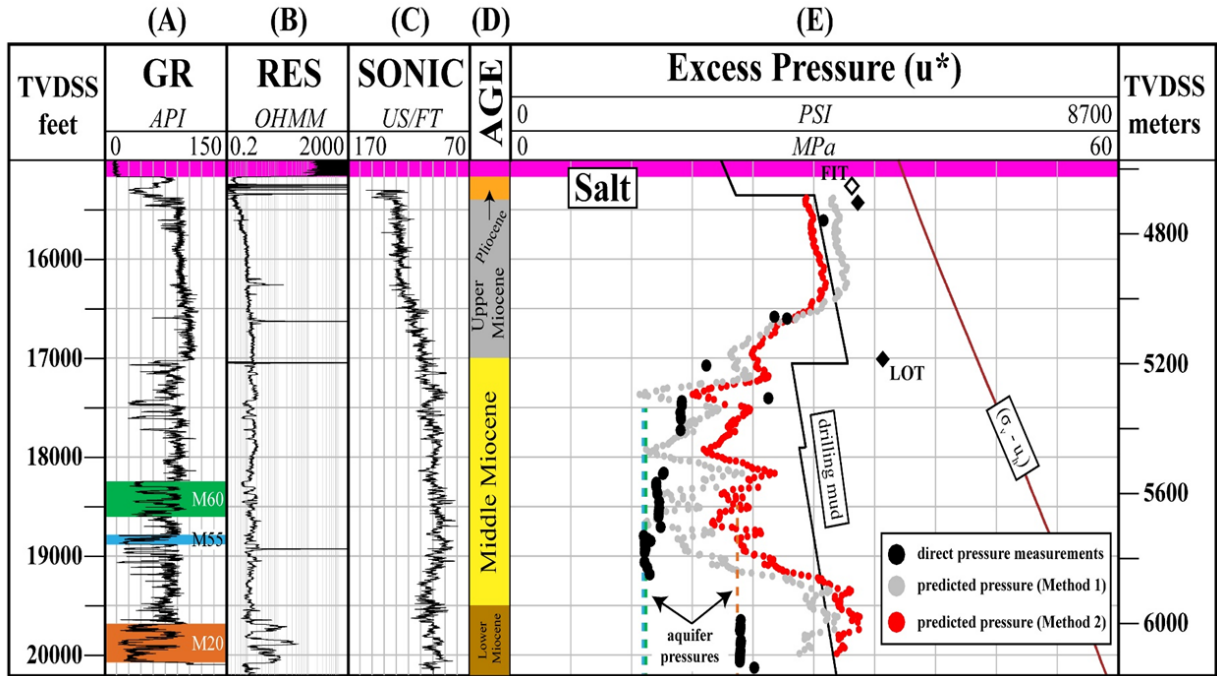 (A) (B) (C) (D) (E)
TVDSS feet
GR
API
0 150
RES
OHMM
0.2 2000
SONIC
US/FT
170 70
AGE
Excess Pressure (u*)
0 PSI 8700
0 MPa 60
TVDSS meters
Salt
FIT
Pliocene
4800
16000
Upper Miocene
17000
5200
LOT
Middle Miocene
drilling mud
(σv - uh)
18000
M60
5600
M55
19000
direct pressure measurements
predicted pressure (Method 1)
predicted pressure (Method 2)
aquifer
pressures
Lower Miocene
M20
6000
20000